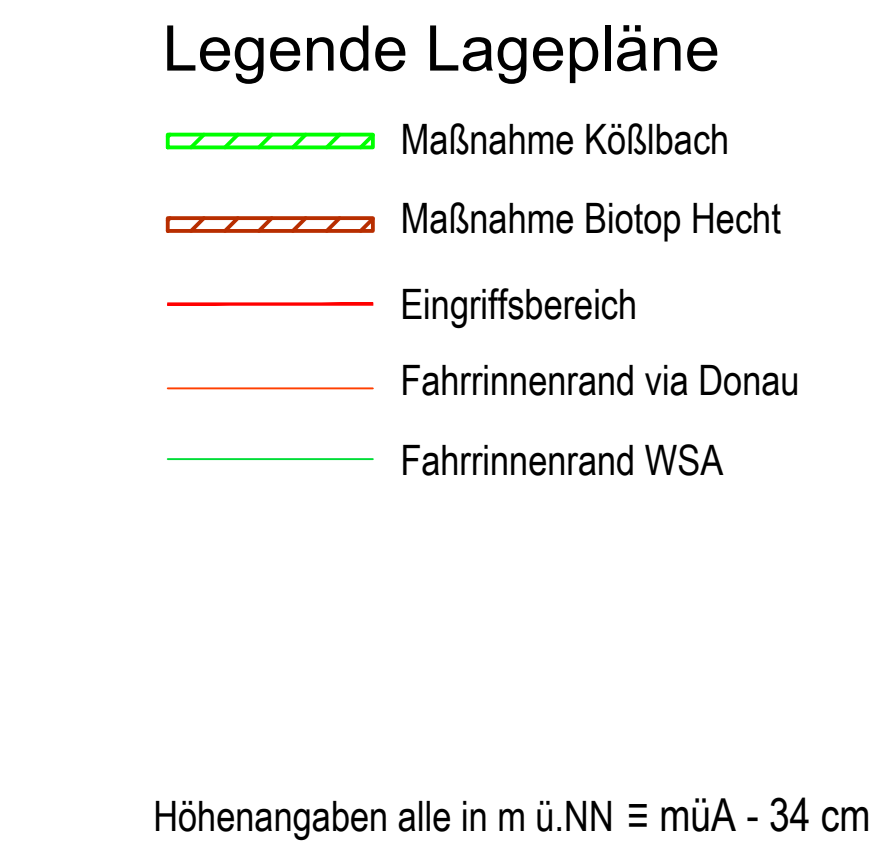 Legende Lagepläne
Maßnahme Kößlbach
Maßnahme Biotop Hecht
Eingriffsbereich
Fahrrinnenrand via Donau
Fahrrinnenrand WSA
Höhenangaben alle in m ü.NN ≡ müA - 34 cm